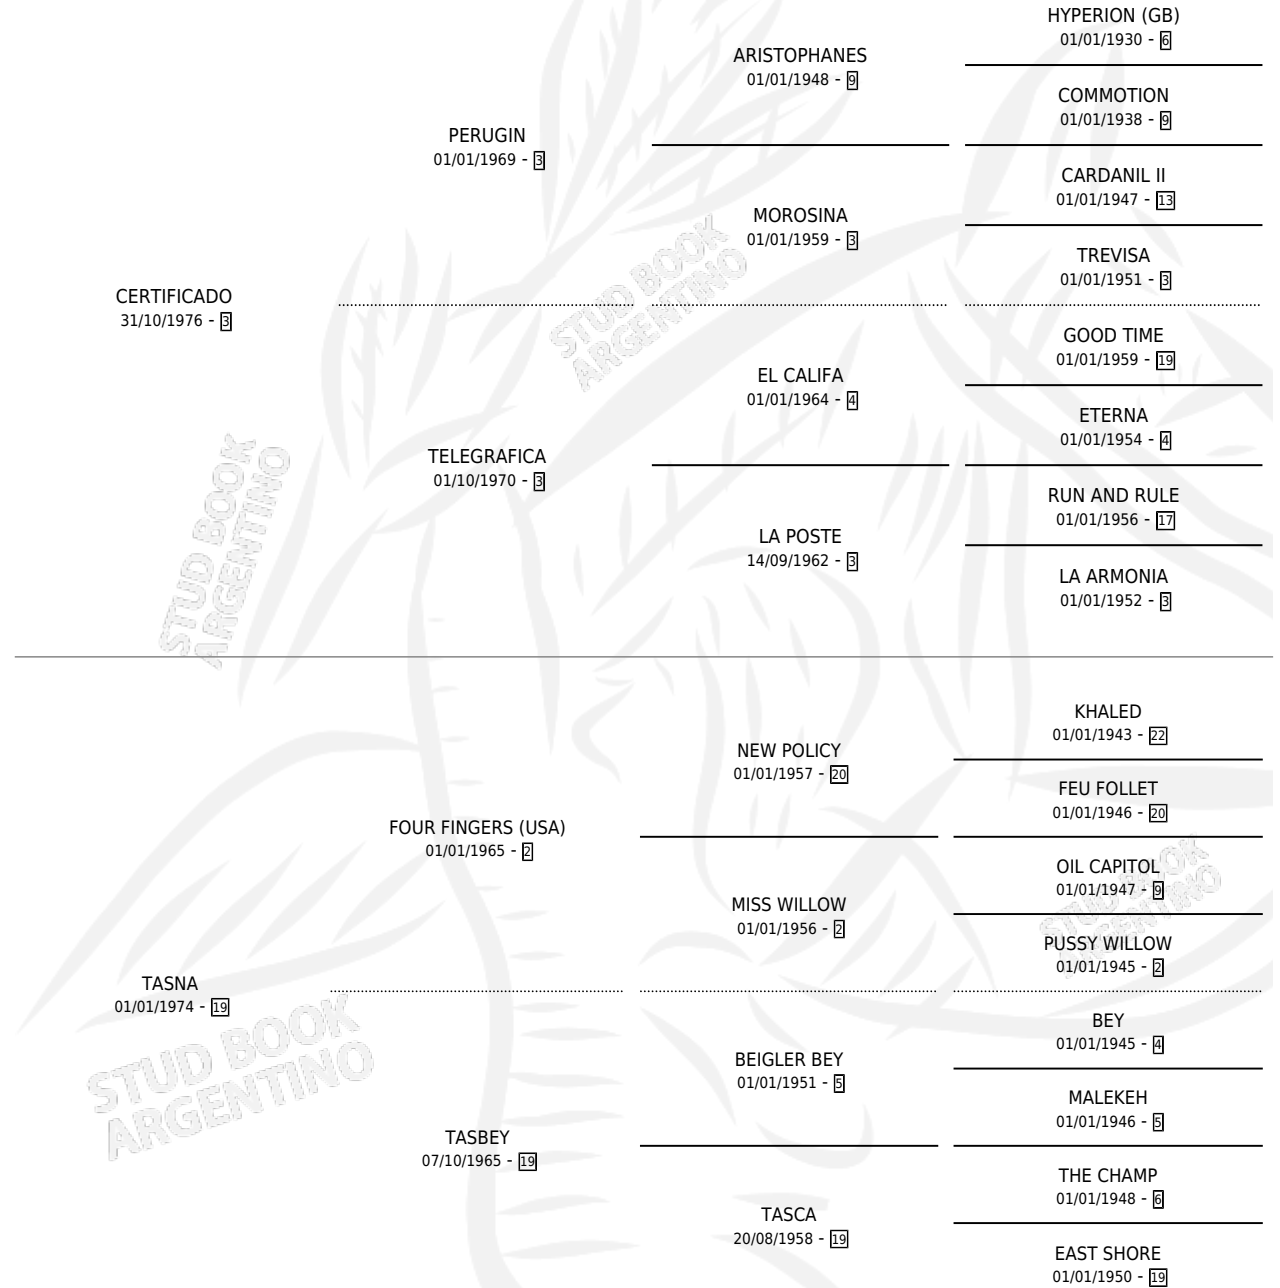 HYPERION (GB)
01/01/1930 - 6
ARISTOPHANES
01/01/1948 - 9
COMMOTION
01/01/1938 - 9
PERUGIN
01/01/1969 - 3
CARDANIL II
01/01/1947 - 13
MOROSINA
01/01/1959 - 3
TREVISA
01/01/1951 - 3
CERTIFICADO
31/10/1976 - 3
GOOD TIME
01/01/1959 - 19
EL CALIFA
01/01/1964 - 4
ETERNA
01/01/1954 - 4
TELEGRAFICA
01/10/1970 - 3
RUN AND RULE
01/01/1956 - 17
LA POSTE
14/09/1962 - 3
LA ARMONIA
01/01/1952 - 3
STUD BOOK
ARGENTINO
STUD BOOK
ARGENTINO
KHALED
01/01/1943 - 22
NEW POLICY
01/01/1957 - 20
FEU FOLLET
01/01/1946 - 20
FOUR FINGERS (USA)
01/01/1965 - 2
OIL CAPITOL
01/01/1947 - 9
MISS WILLOW
01/01/1956 - 2
PUSSY WILLOW
01/01/1945 - 2
TASNA
01/01/1974 - 19
BEY
01/01/1945 - 4
BEIGLER BEY
01/01/1951 - 5
MALEKEH
01/01/1946 - 5
TASBEY
07/10/1965 - 19
THE CHAMP
01/01/1948 - 6
TASCA
20/08/1958 - 19
EAST SHORE
01/01/1950 - 19
STUD BOOK
ARGENTINO
STUD BOOK
ARGENTINO